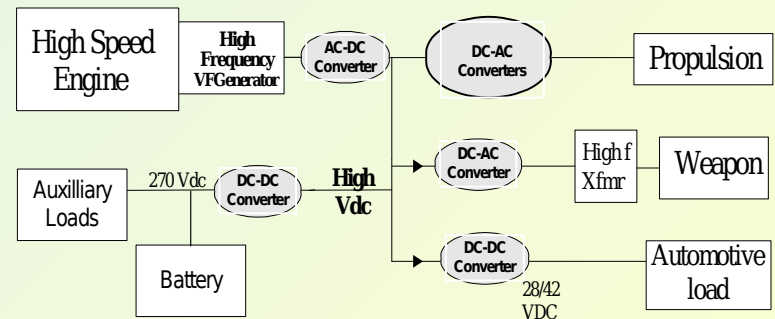 High Speed
Engine
High
Frequency
VFGenerator
AC-DC
Converter
DC-AC
Converters
Propulsion
DC-AC
Converter
High f
Xfmr
Weapon
Auxilliary
Loads
270 Vdc
DC-DC
Converter
High
Vdc
Battery
DC-DC
Converter
28/42
VDC
Automotive
load